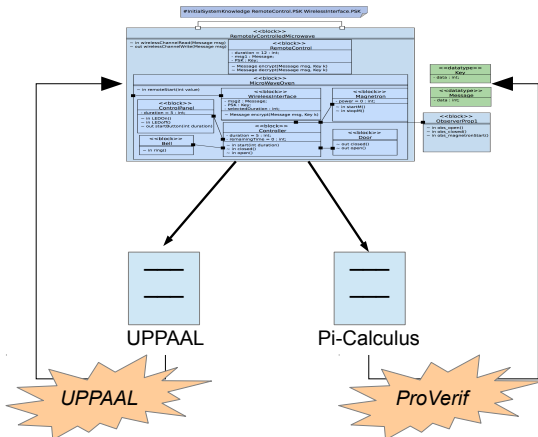 #InitialSystemKnowledge RemoteControl.PSK WirelessInterface.PSK
<<block>>
RemotelyControlledMicrowave
~ in wirelessChannelRead(Message msg)
~ out wirelessChannelWrite(Message msg)
<<block>>
RemoteControl
- duration = 12 : int;
- msg1 : Message;
- PSK : Key;
~ Message encrypt(Message msg, Key k)
~ Message decrypt(Message msg, Key k)
<<block>>
MicroWaveOven
~ in remoteStart(int value)
<<block>>
WirelessInterface
- msg2 : Message;
- PSK : Key;
- selectedDuration : int;
~ Message encrypt(Message msg, Key k)
<<block>>
Magnetron
- power = 0 : int;
~ in startM()
~ in stopM()
<<block>>
ControlPanel
- duration = 5 : int;
~ in LEDOn()
~ in LEDoff()
~ out startButton(int duration)
<<block>>
Controller
- duration = 5 : int;
- remainingTime = 0 : int;
~ in start(int duration)
~ in closed()
~ in open()
<<block>>
Bell
~ in ring()
<<block>>
Door
~ out closed()
~ out open()
<<datatype>>
Key
- data : int;
<<datatype>>
Message
- data : int;
<<block>>
ObserverProp1
~ in obs_open()
~ in obs_closed()
~ in obs_magnetronStart()
UPPAAL
Pi-Calculus
UPPAAL
ProVerif